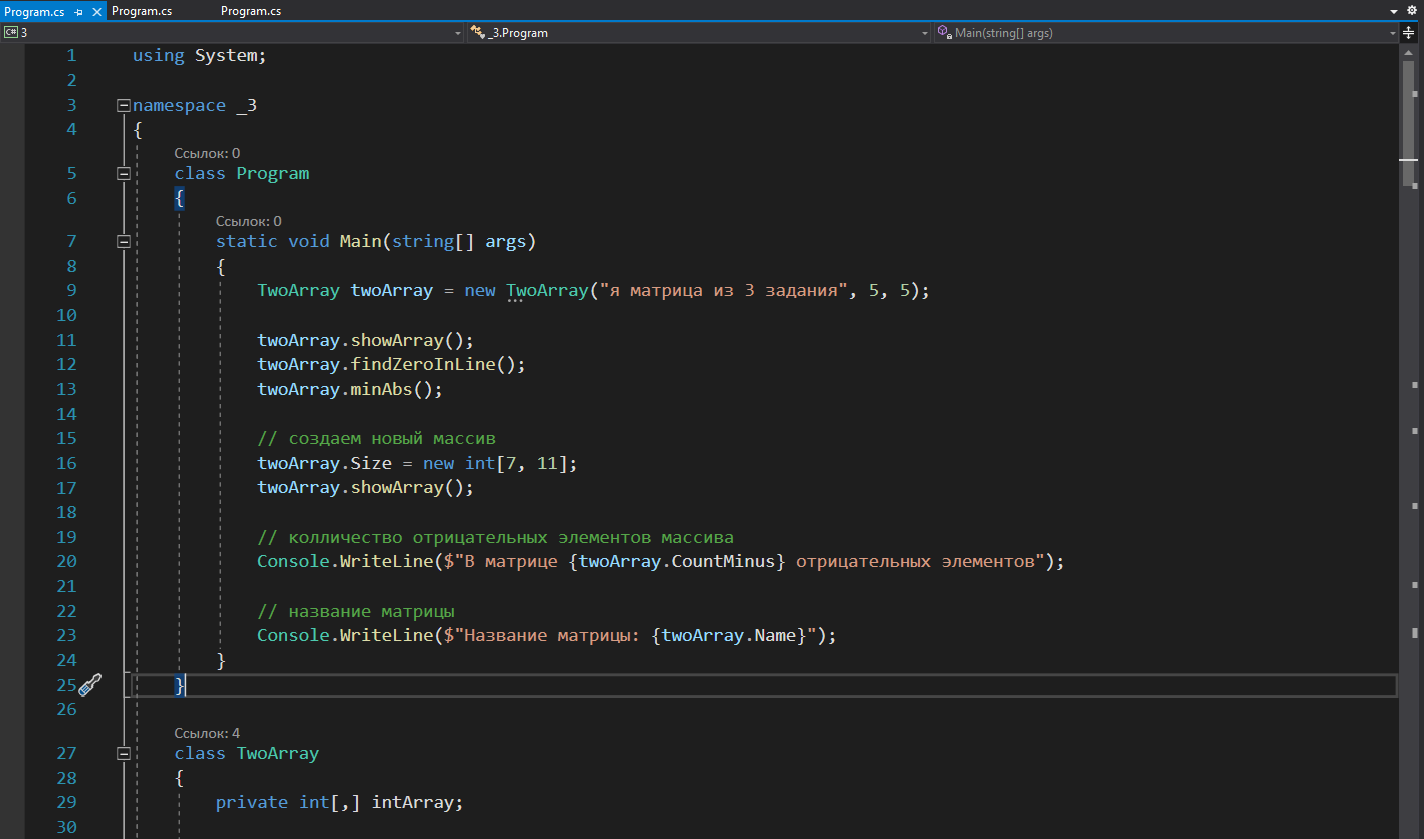 Program.cs Program.cs Program.cs
C# 3 _3.Program Main(string[] args)
1 using System;
2
3 namespace _3
4 {
Ссылок: 0
5 class Program
6 {
Ссылок: 0
7 static void Main(string[] args)
8 {
9 TwoArray twoArray = new TwoArray("я матрица из 3 задания", 5, 5);
10
11 twoArray.showArray();
12 twoArray.findZeroInLine();
13 twoArray.minAbs();
14
15 // создаем новый массив
16 twoArray.Size = new int[7, 11];
17 twoArray.showArray();
18
19 // колличество отрицательных элементов массива
20 Console.WriteLine($"В матрице {twoArray.CountMinus} отрицательных элементов");
21
22 // название матрицы
23 Console.WriteLine($"Название матрицы: {twoArray.Name}");
24 }
25 }
26
Ссылок: 4
27 class TwoArray
28 {
29 private int[,] intArray;
30